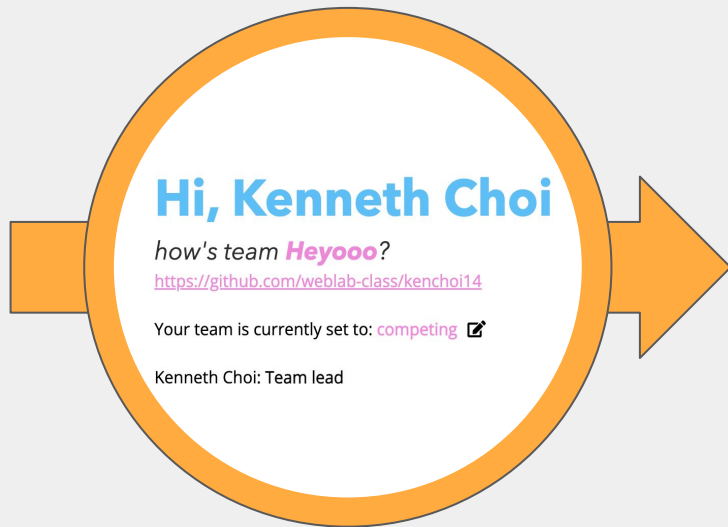 Hi, Kenneth Choi
how's team Heyooo?
https://github.com/weblab-class/kenchoi14
Your team is currently set to: competing
Kenneth Choi: Team lead